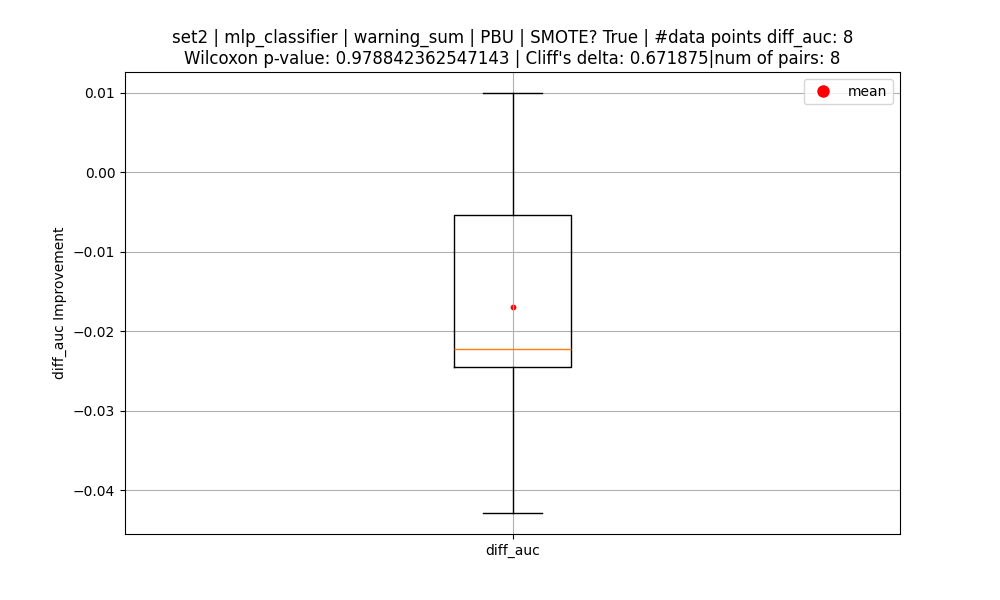 set2 | mlp_classifier | warning_sum | PBU | SMOTE? True | #data points diff_auc: 8
Wilcoxon p-value: 0.978842362547143 | Cliff's delta: 0.671875|num of pairs: 8
mean
0.01
0.00
−0.01
−0.02
−0.03
−0.04
diff_auc Improvement
diff_auc